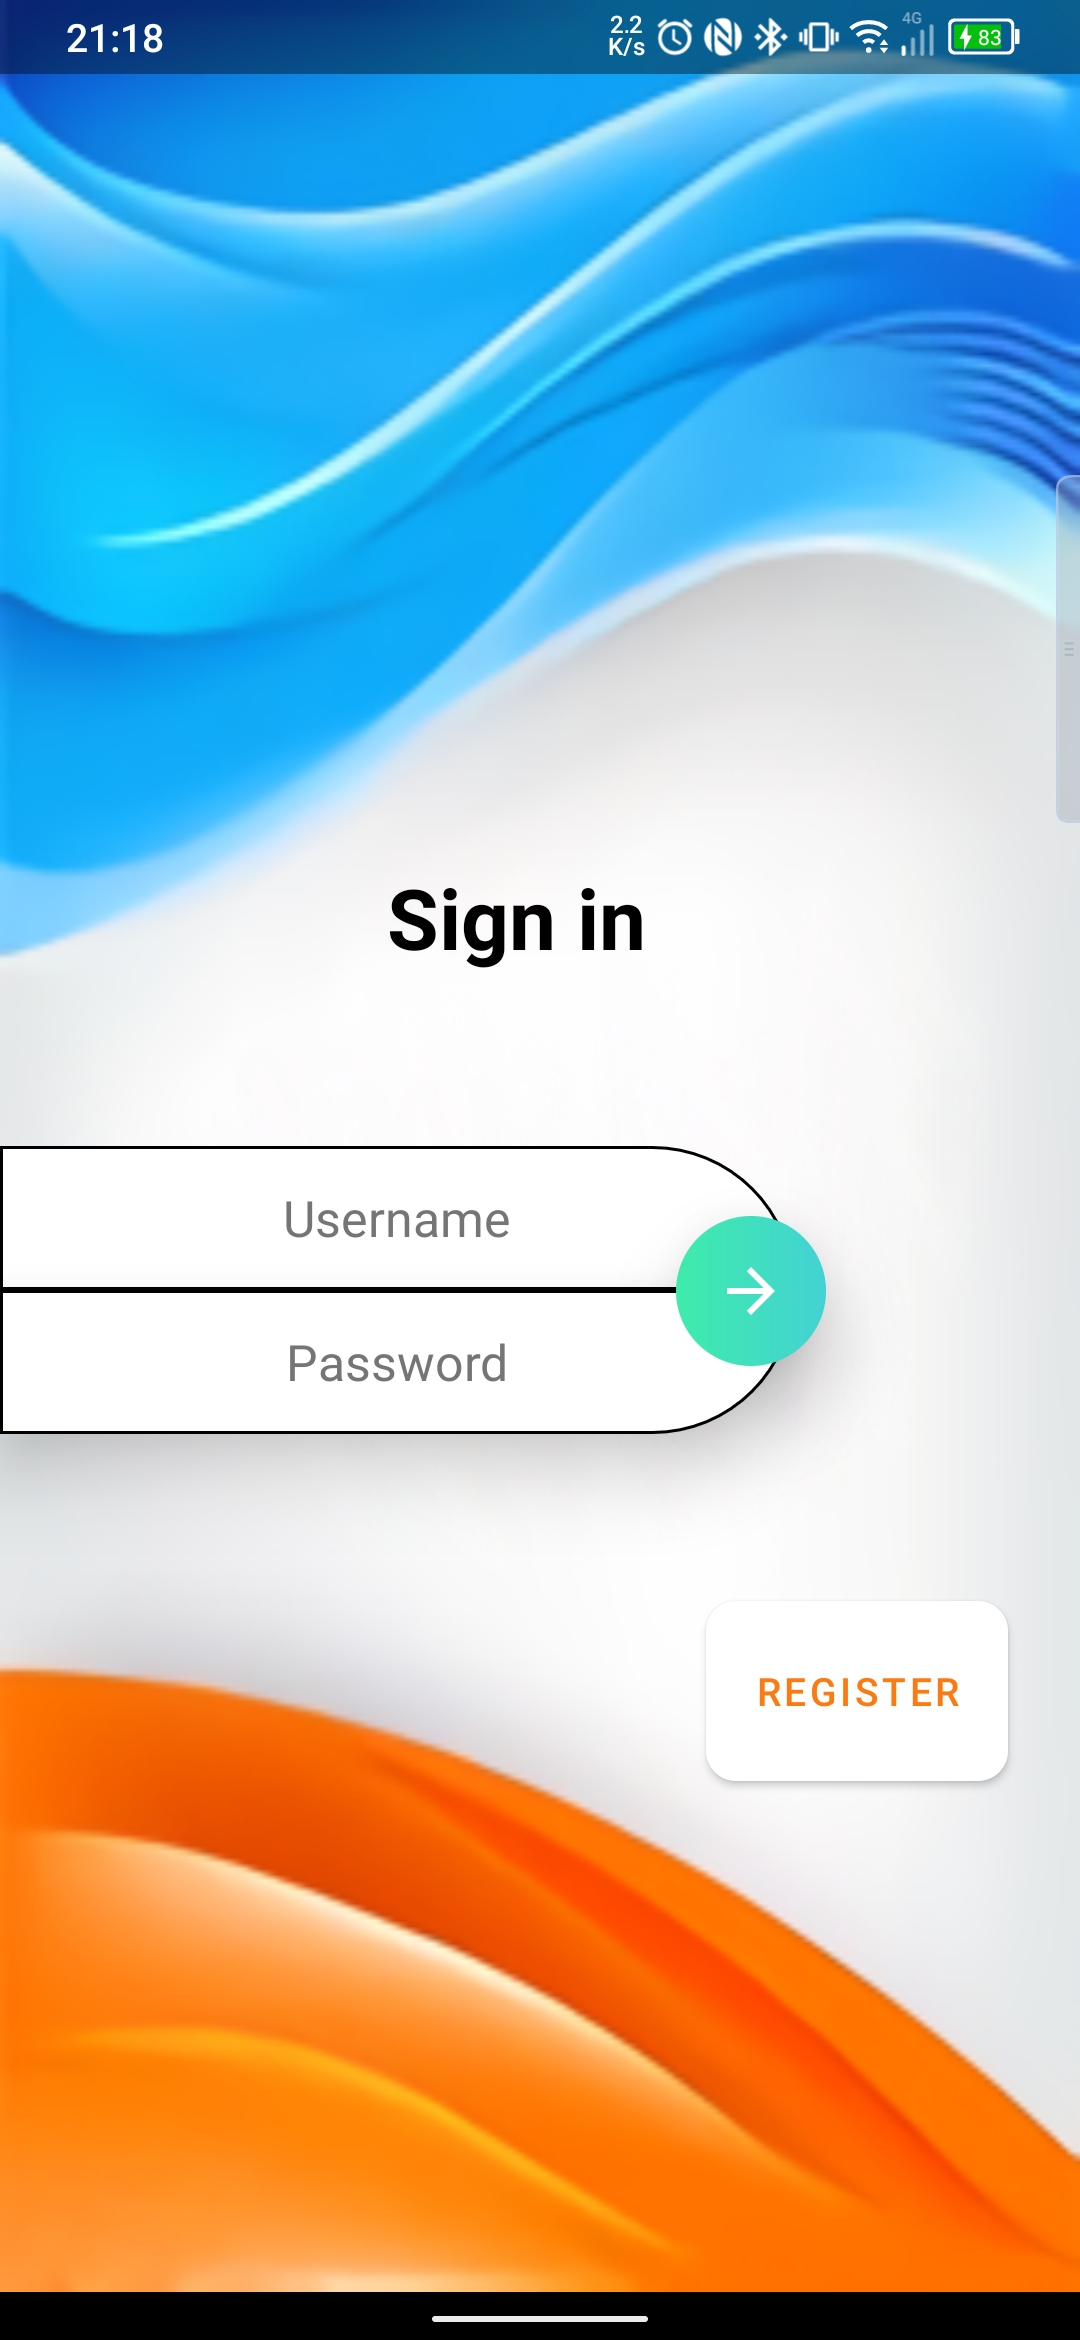 21:18
2.2
K/s
4G
83
Sign in
Username
Password
REGISTER